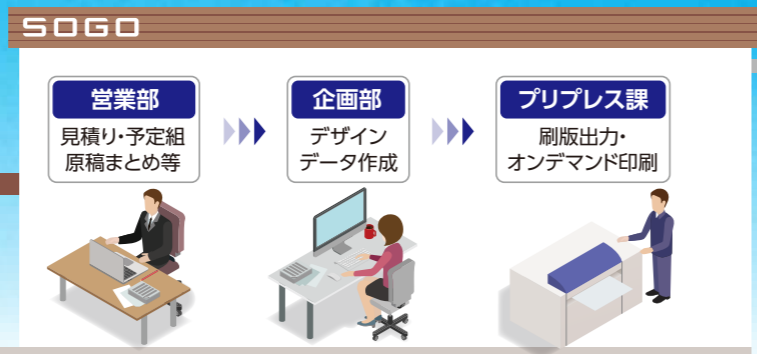 SOGO
営業部
見積り・予定組
原稿まとめ等
企画部
デザイン
データ作成
プリプレス課
刷版出力・
オンデマンド印刷